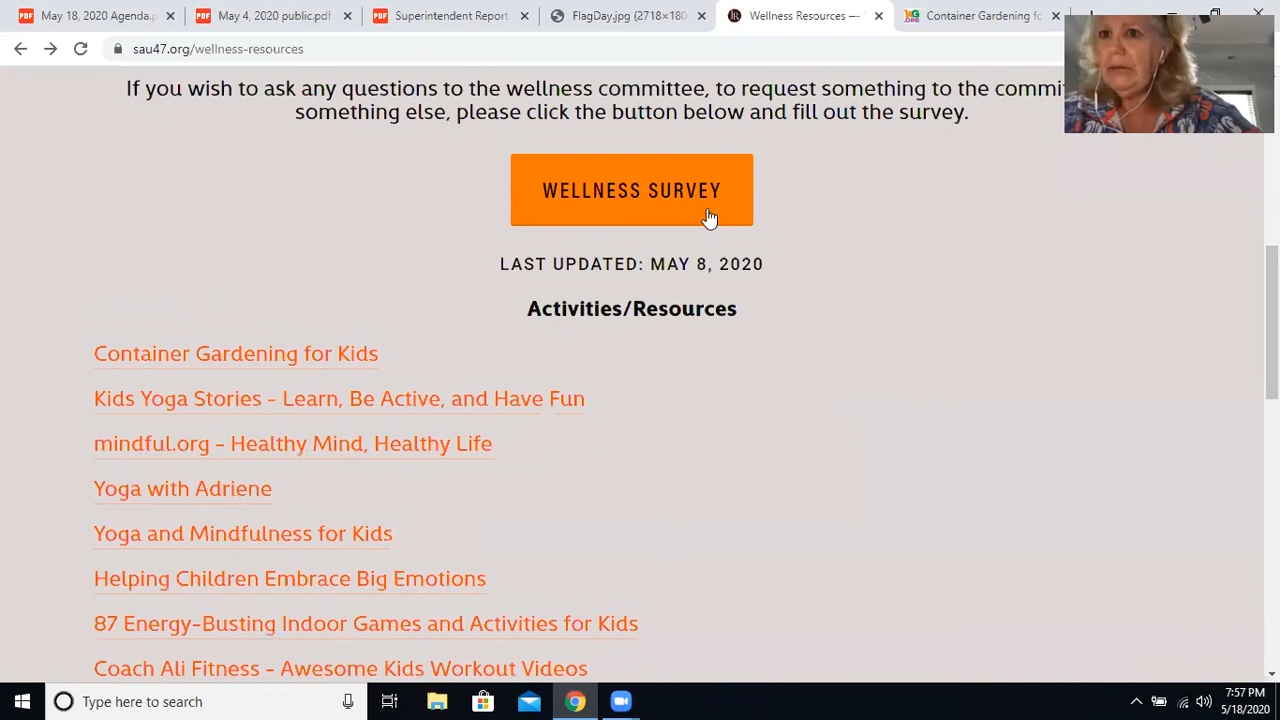 May 18, 2020 Agenda.p
May 4, 2020 public.pdf
Superintendent Report
FlagDay.jpg (2718×180
Wellness Resources —
Container Gardening for
sau47.org/wellness-resources
If you wish to ask any questions to the wellness committee, to request something to the commi
something else, please click the button below and fill out the survey.
WELLNESS SURVEY
LAST UPDATED: MAY 8, 2020
Activities/Resources
Container Gardening for Kids
Kids Yoga Stories - Learn, Be Active, and Have Fun
mindful.org - Healthy Mind, Healthy Life
Yoga with Adriene
Yoga and Mindfulness for Kids
Helping Children Embrace Big Emotions
87 Energy-Busting Indoor Games and Activities for Kids
Coach Ali Fitness - Awesome Kids Workout Videos
Type here to search
7:57 PM
5/18/2020